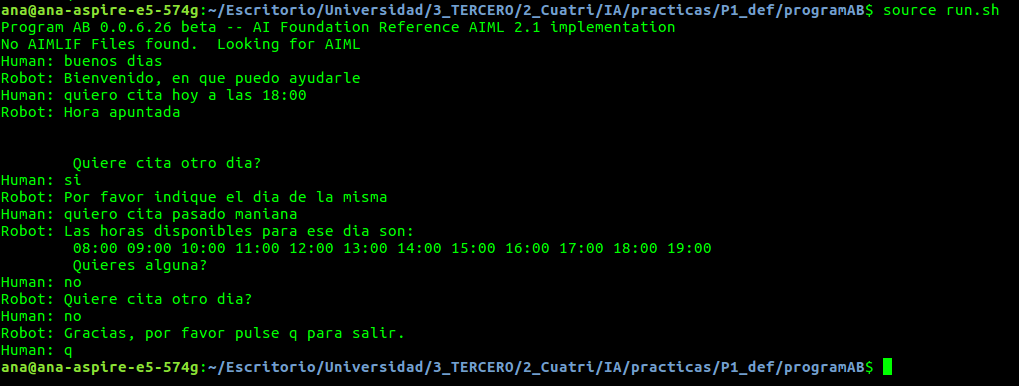 ana@ana-aspire-e5-574g:~/Escritorio/Universidad/3_TERCERO/2_Cuatri/IA/practicas/P1_def/programAB$ source run.sh
Program AB 0.0.6.26 beta -- AI Foundation Reference AIML 2.1 implementation
No AIMLIF Files found.  Looking for AIML
Human: buenos dias
Robot: Bienvenido, en que puedo ayudarle
Human: quiero cita hoy a las 18:00
Robot: Hora apuntada
Quiere cita otro dia?
Human: si
Robot: Por favor indique el dia de la misma
Human: quiero cita pasado maniana
Robot: Las horas disponibles para ese dia son:
08:00 09:00 10:00 11:00 12:00 13:00 14:00 15:00 16:00 17:00 18:00 19:00
Quieres alguna?
Human: no
Robot: Quiere cita otro dia?
Human: no
Robot: Gracias, por favor pulse q para salir.
Human: q
ana@ana-aspire-e5-574g:~/Escritorio/Universidad/3_TERCERO/2_Cuatri/IA/practicas/P1_def/programAB$